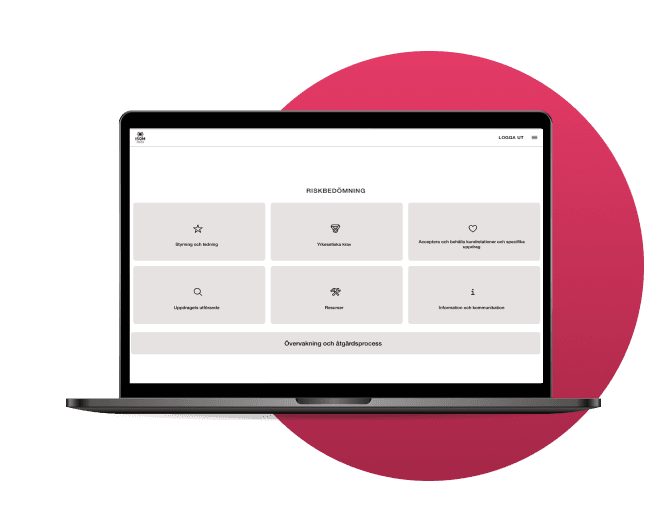 ISQM
LOGGA UT
RISKBEDÖMNING
Styrning och ledning
Yrkesetiska krav
Acceptera och behålla kundrelationer och specifika
uppdrag
Uppdragets utförande
Resurser
Information och kommunikation
Övervakning och åtgärdsprocess